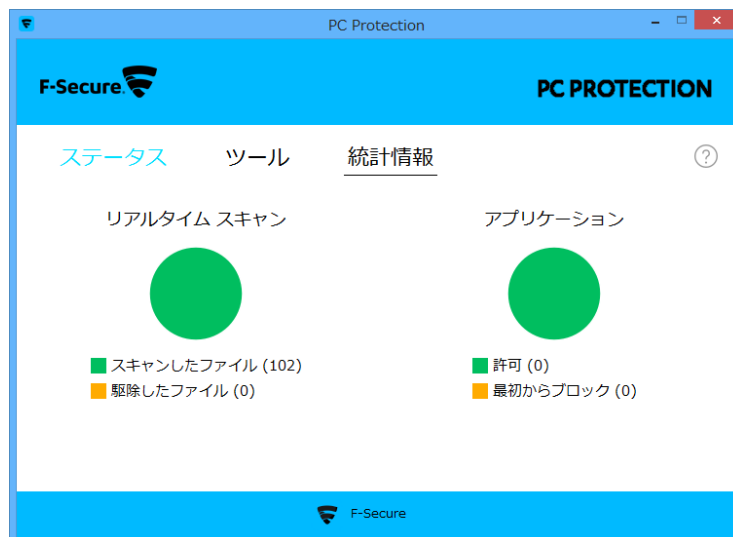 PC Protection
F-Secure.
PC PROTECTION
ステータス ツール 統計情報 ?
リアルタイム スキャン アプリケーション
スキャンしたファイル (102) 許可 (0)
駆除したファイル (0) 最初からブロック (0)
F-Secure